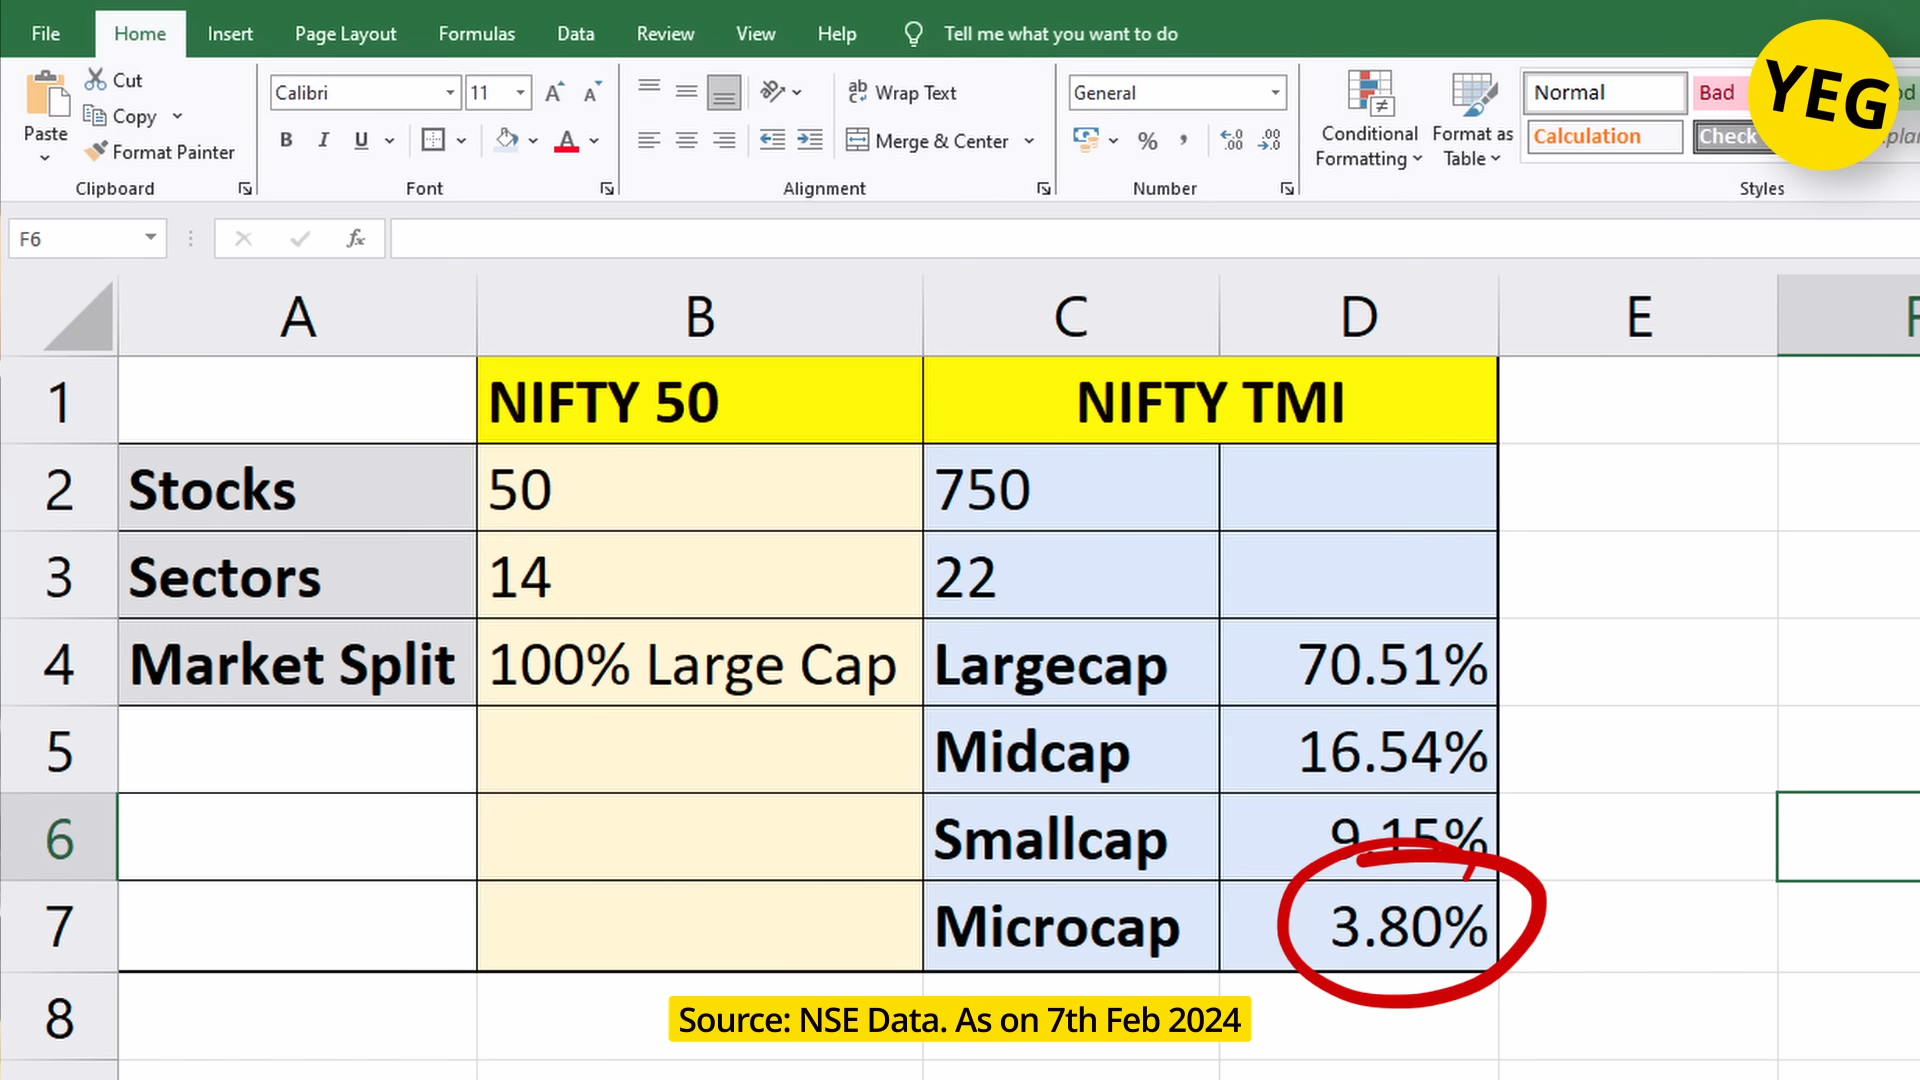 File Home Insert Page Layout Formulas Data Review View Help Tell me what you want to do
YEG
Paste
Cut
Copy
Format Painter
Clipboard
Calibri 11
B I U A
Font
Wrap Text
Merge & Center
Alignment
General
%
Number
Conditional Formatting
Format as Table
Normal Bad
Calculation Check
Styles
F6 fx
A B C D E
1 NIFTY 50 NIFTY TMI
2 Stocks 50 750
3 Sectors 14 22
4 Market Split 100% Large Cap Largecap 70.51%
5 Midcap 16.54%
6 Smallcap 9.15%
7 Microcap 3.80%
8
Source: NSE Data. As on 7th Feb 2024